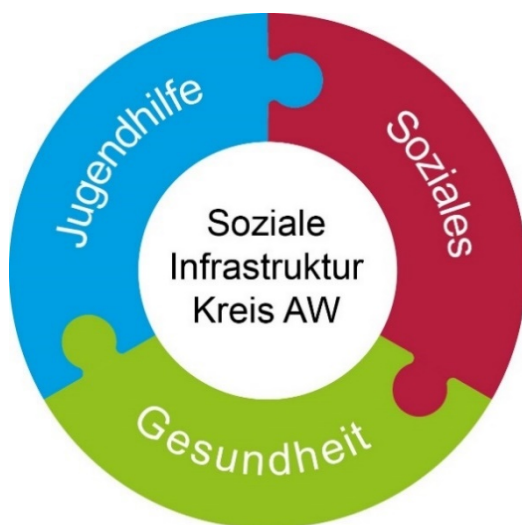 Jugendhilfe
Soziales
Soziale
Infrastruktur
Kreis AW
Gesundheit